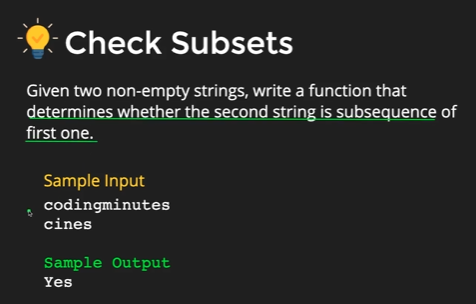 Check Subsets
Given two non-empty strings, write a function that
determines whether the second string is subsequence of
first one.
Sample Input
codingminutes
cines
Sample Output
Yes